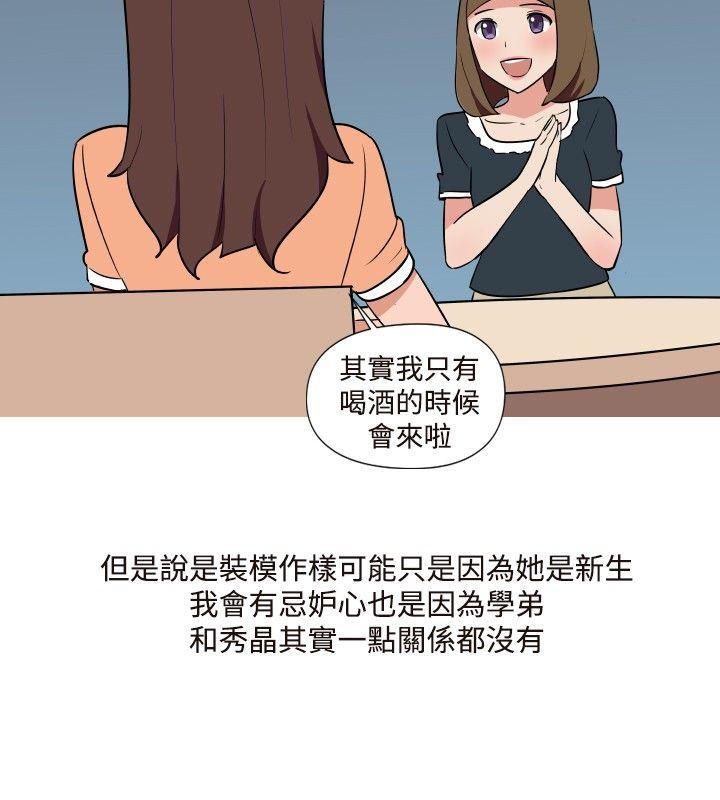 其實我只有
喝酒的時候
會來啦
但是說是裝模作樣可能只是因為她是新生
我會有忌妒心也是因為學弟
和秀晶其實一點關係都沒有